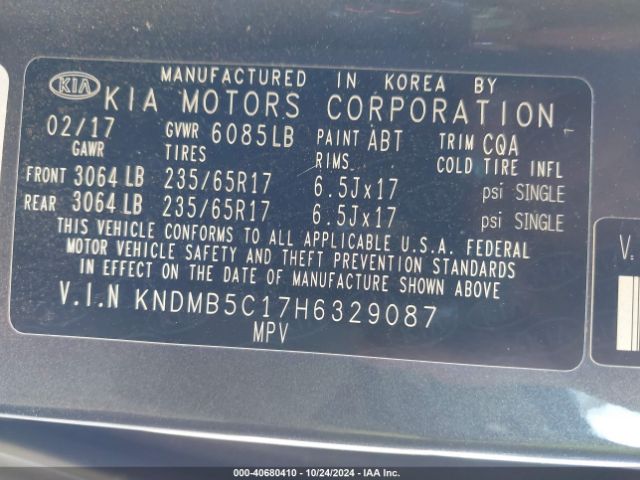 KIA MANUFACTURED IN KOREA BY
KIA MOTORS CORPORATION
02/17 GVWR 6085LB PAINT ABT TRIM CQA
GAWR TIRES RIMS. COLD TIRE INFL
FRONT 3064 LB 235/65R17 6.5Jx17 psi SINGLE
REAR 3064 LB 235/65R17 6.5Jx17 psi SINGLE
THIS VEHICLE CONFORMS TO ALL APPLICABLE U.S.A. FEDERAL
MOTOR VEHICLE SAFETY AND THEFT PREVENTION STANDARDS
IN EFFECT ON THE DATE OF MANUFACTURE SHOWN ABOVE
V.I.N KNDMB5C17H6329087
MPV
V.
000-40680410 • 10/24/2024 • IAA Inc.